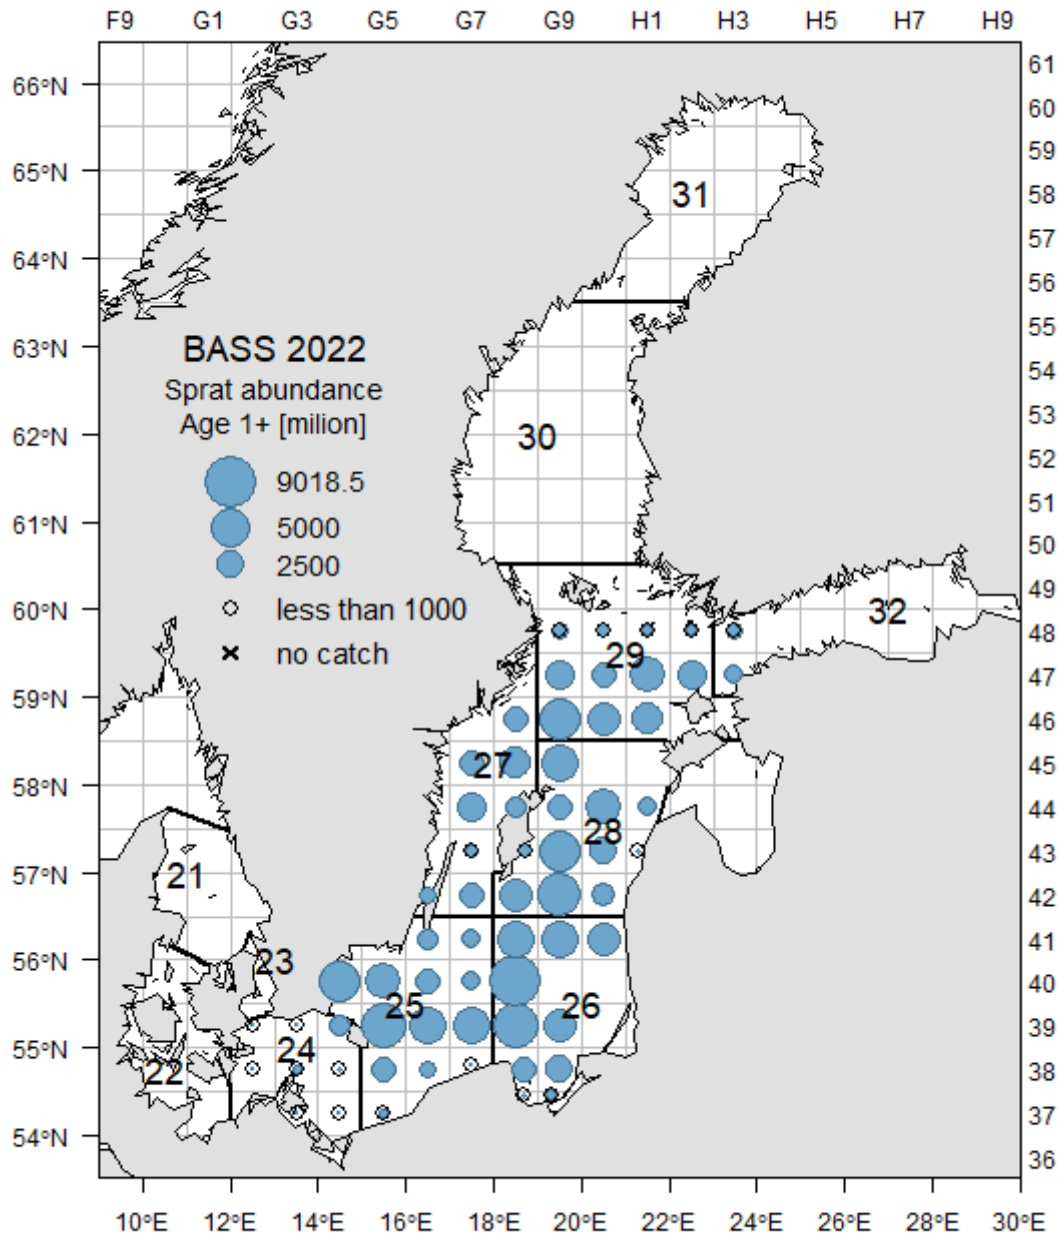 F9 G1 G3 G5 G7 G9 H1 H3 H5 H7 H9
66°N 61
60
65°N 59
31 58
57
64°N 56
55
BASS 2022
63°N 54
Sprat abundance
Age 1+ [milion] 53
62°N 30 52
9018.5 51
61°N 5000 50
2500 49
60°N less than 1000 32 48
no catch 29 47
59°N 46
27 45
58°N 44
28 43
57°N 21 42
41
56°N 23 40
25 26 39
55°N 24 38
22 37
54°N 36
10°E 12°E 14°E 16°E 18°E 20°E 22°E 24°E 26°E 28°E 30°E